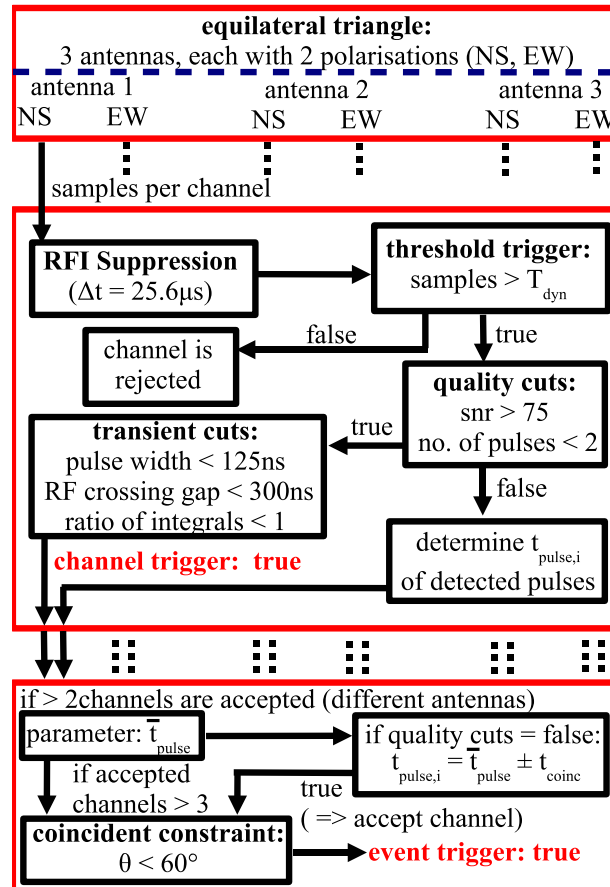 equilateral triangle:
3 antennas, each with 2 polarisations (NS, EW)
antenna 1 antenna 2 antenna 3
NS EW NS EW NS EW
samples per channel
RFI Suppression
(Δt = 25.6μs)
threshold trigger:
samples > T_dyn
false
true
channel is
rejected
quality cuts:
snr > 75
no. of pulses < 2
true
false
transient cuts:
pulse width < 125ns
RF crossing gap < 300ns
ratio of integrals < 1
channel trigger: true
determine t_pulse,i
of detected pulses
if > 2channels are accepted (different antennas)
parameter: t̅_pulse
if quality cuts = false:
t_pulse,i = t̅_pulse ± t_coinc
if accepted
channels > 3
true
( => accept channel)
coincident constraint:
θ < 60°
event trigger: true